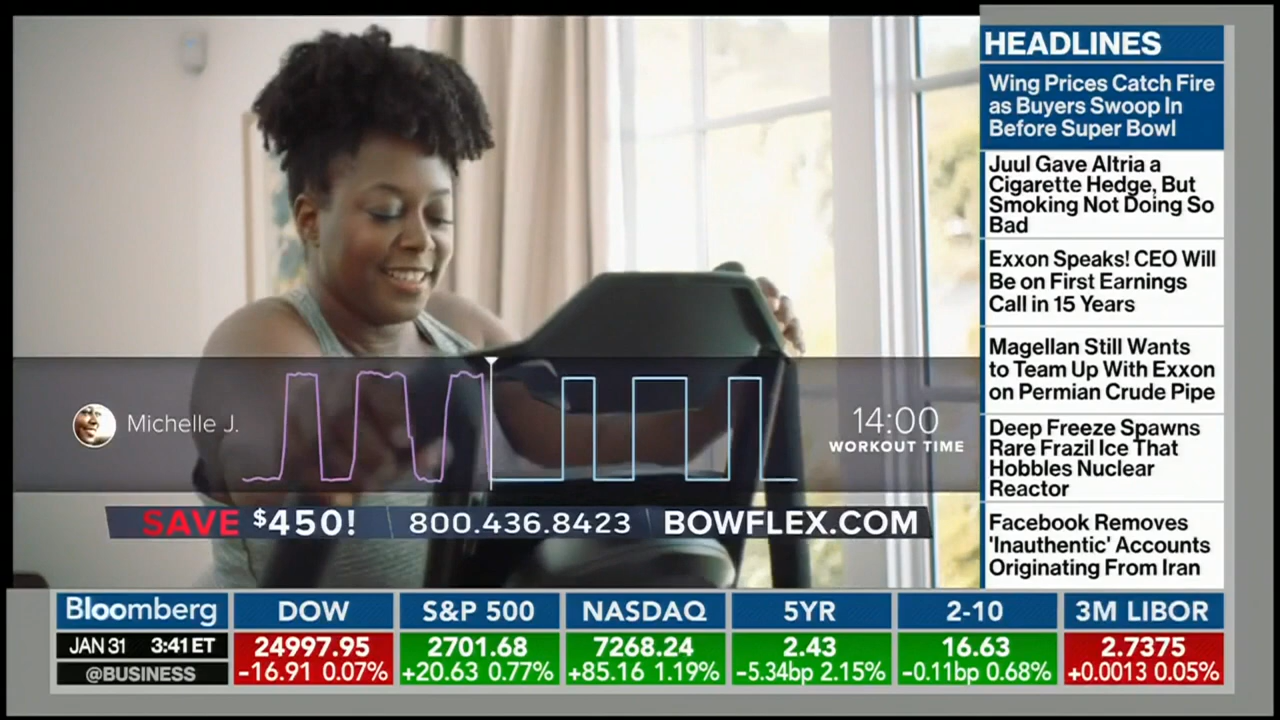 HEADLINES
Wing Prices Catch Fire
as Buyers Swoop In
Before Super Bowl
Juul Gave Altria a
Cigarette Hedge, But
Smoking Not Doing So
Bad
Exxon Speaks! CEO Will
Be on First Earnings
Call in 15 Years
Magellan Still Wants
to Team Up With Exxon
on Permian Crude Pipe
Deep Freeze Spawns
Rare Frazil Ice That
Hobbles Nuclear
Reactor
Facebook Removes
'Inauthentic' Accounts
Originating From Iran
Michelle J.
14:00
WORKOUT TIME
SAVE $450! 800.436.8423 BOWFLEX.COM
Bloomberg DOW S&P 500 NASDAQ 5YR 2-10 3M LIBOR
JAN 31 3:41 ET 24997.95 2701.68 7268.24 2.43 16.63 2.7375
@BUSINESS -16.91 0.07% +20.63 0.77% +85.16 1.19% -5.34bp 2.15% -0.11bp 0.68% +0.0013 0.05%